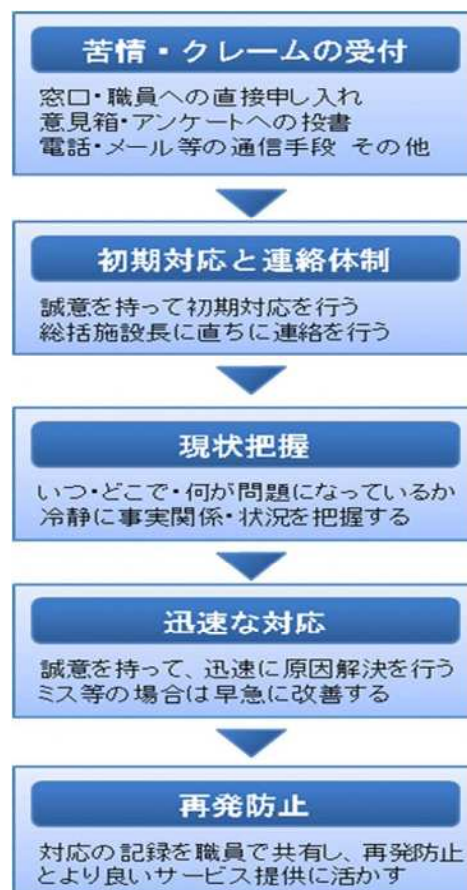 苦情・クレームの受付
窓口・職員への直接申し入れ
意見箱・アンケートへの投書
電話・メール等の通信手段 その他
初期対応と連絡体制
誠意を持って初期対応を行う
総括施設長に直ちに連絡を行う
現状把握
いつ・どこで・何が問題になっているか
冷静に事実関係・状況を把握する
迅速な対応
誠意を持って、迅速に原因解決を行う
ミス等の場合は早急に改善する
再発防止
対応の記録を職員で共有し、再発防止
とより良いサービス提供に活かす